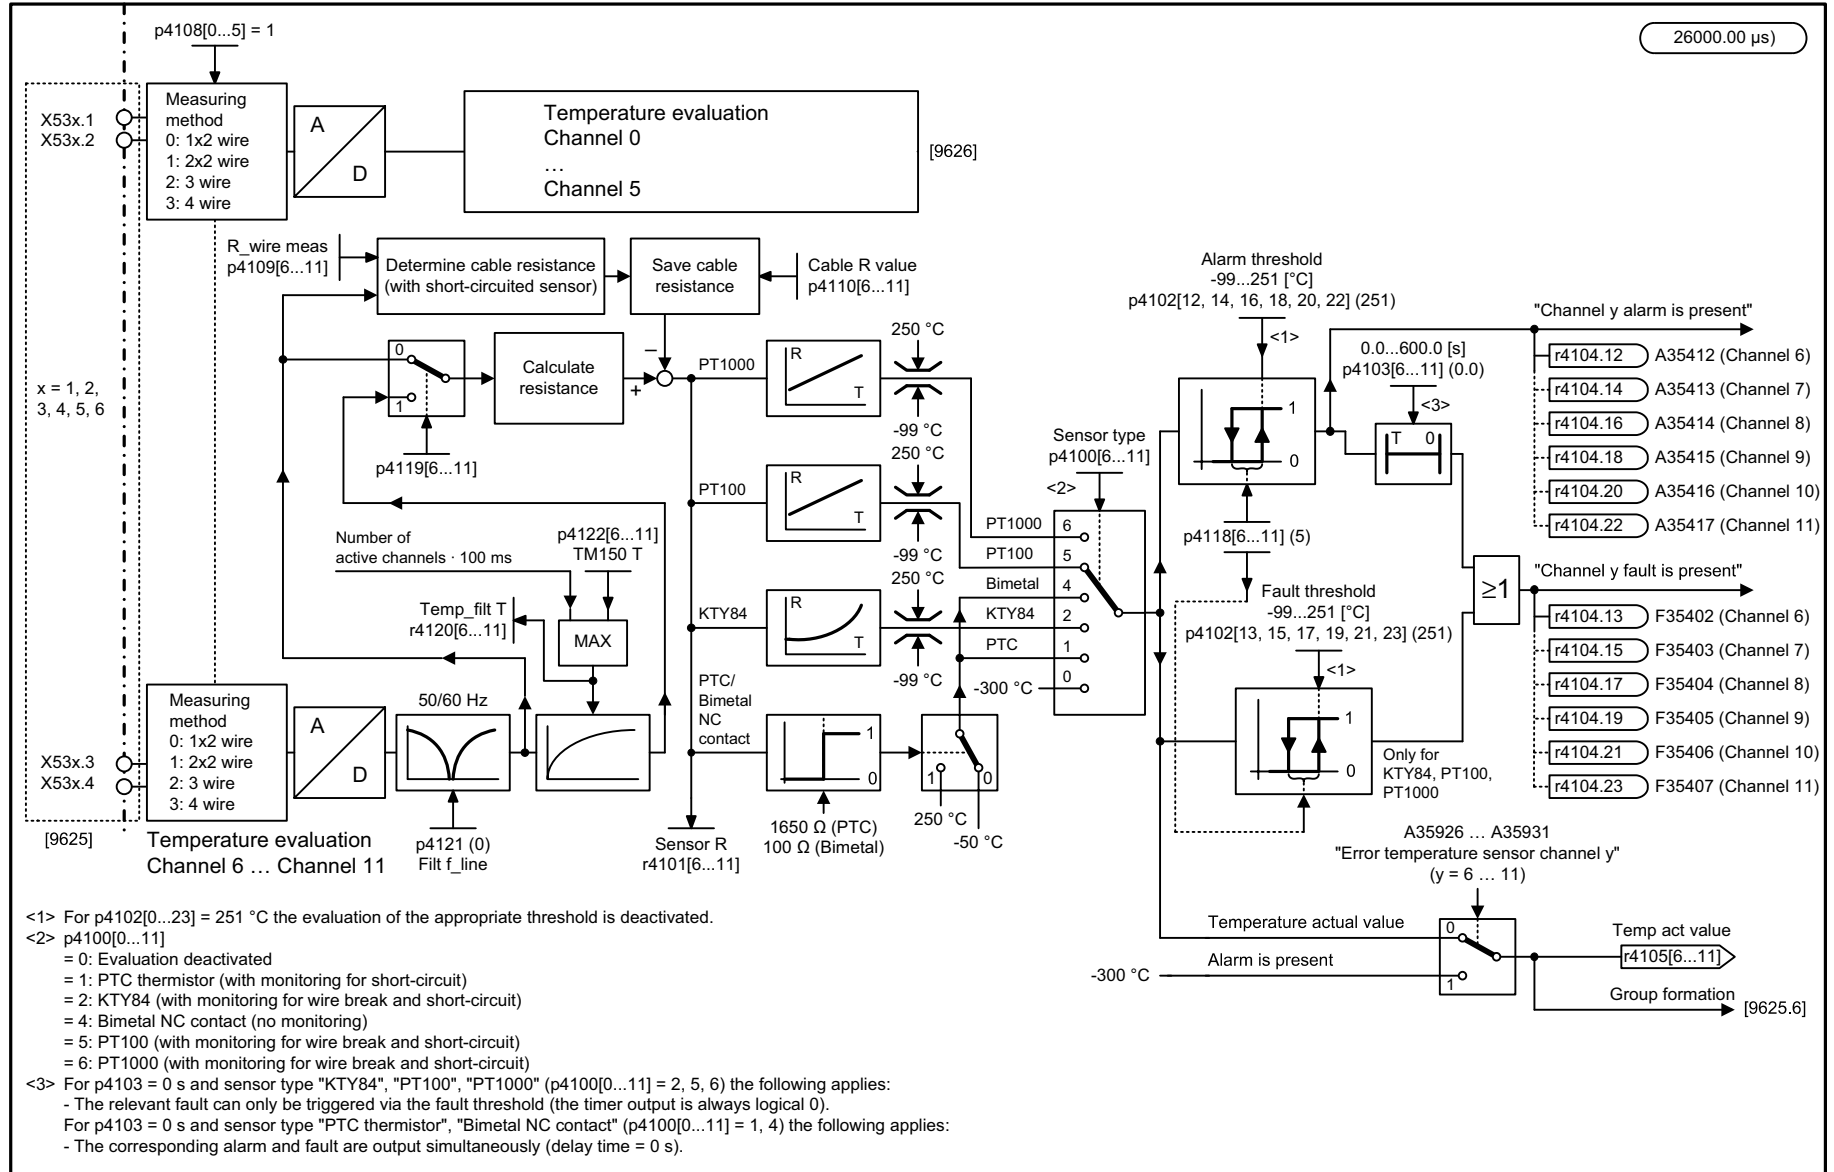 p4108[0...5] = 1
26000.00 µs)
X53x.1
X53x.2
Measuring
method
0: 1x2 wire
1: 2x2 wire
2: 3 wire
3: 4 wire
A
D
Temperature evaluation
Channel 0
…
Channel 5
[9626]
R_wire meas
p4109[6...11]
Determine cable resistance
(with short-circuited sensor)
Save cable
resistance
Cable R value
p4110[6...11]
x = 1, 2,
3, 4, 5, 6
0
1
p4119[6...11]
Calculate
resistance
–
+
PT1000
R
T
250 °C
-99 °C
PT100
R
T
250 °C
-99 °C
KTY84
R
T
250 °C
-99 °C
PTC/
Bimetal
NC
contact
1
0
1650 Ω (PTC)
100 Ω (Bimetal)
1
0
250 °C
-50 °C
Number of
active channels · 100 ms
p4122[6...11]
TM150 T
Temp_filt T
r4120[6...11]
MAX
Measuring
method
0: 1x2 wire
1: 2x2 wire
2: 3 wire
3: 4 wire
X53x.3
X53x.4
[9625]
A
D
50/60 Hz
p4121 (0)
Filt f_line
Sensor R
r4101[6...11]
Temperature evaluation
Channel 6 … Channel 11
Sensor type
p4100[6...11]
<2>
PT1000
6
PT100
5
Bimetal
4
KTY84
2
PTC
1
-300 °C
0
Alarm threshold
-99...251 [°C]
p4102[12, 14, 16, 18, 20, 22] (251)
<1>
1
0
p4118[6...11] (5)
Fault threshold
-99...251 [°C]
p4102[13, 15, 17, 19, 21, 23] (251)
<1>
1
0
Only for
KTY84, PT100,
PT1000
0.0...600.0 [s]
p4103[6...11] (0.0)
<3>
T 0
≥1
"Channel y alarm is present"
r4104.12 A35412 (Channel 6)
r4104.14 A35413 (Channel 7)
r4104.16 A35414 (Channel 8)
r4104.18 A35415 (Channel 9)
r4104.20 A35416 (Channel 10)
r4104.22 A35417 (Channel 11)
"Channel y fault is present"
r4104.13 F35402 (Channel 6)
r4104.15 F35403 (Channel 7)
r4104.17 F35404 (Channel 8)
r4104.19 F35405 (Channel 9)
r4104.21 F35406 (Channel 10)
r4104.23 F35407 (Channel 11)
A35926 … A35931
"Error temperature sensor channel y"
(y = 6 … 11)
Temperature actual value
0
Alarm is present
-300 °C
1
Temp act value
r4105[6...11]
Group formation
[9625.6]
<1> For p4102[0...23] = 251 °C the evaluation of the appropriate threshold is deactivated.
<2> p4100[0...11]
= 0: Evaluation deactivated
= 1: PTC thermistor (with monitoring for short-circuit)
= 2: KTY84 (with monitoring for wire break and short-circuit)
= 4: Bimetal NC contact (no monitoring)
= 5: PT100 (with monitoring for wire break and short-circuit)
= 6: PT1000 (with monitoring for wire break and short-circuit)
<3> For p4103 = 0 s and sensor type "KTY84", "PT100", "PT1000" (p4100[0...11] = 2, 5, 6) the following applies:
- The relevant fault can only be triggered via the fault threshold (the timer output is always logical 0).
For p4103 = 0 s and sensor type "PTC thermistor", "Bimetal NC contact" (p4100[0...11] = 1, 4) the following applies:
- The corresponding alarm and fault are output simultaneously (delay time = 0 s).